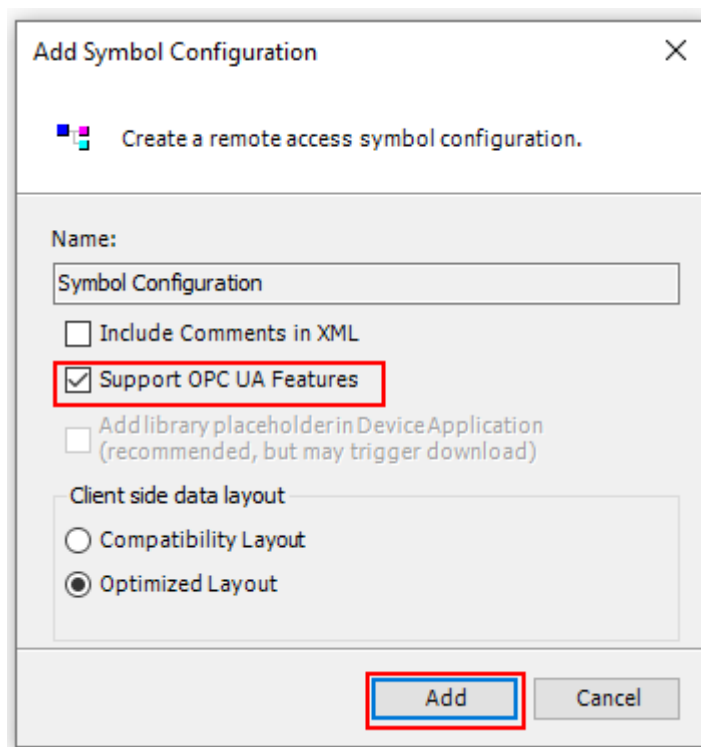 Add Symbol Configuration
Create a remote access symbol configuration.
Name:
Symbol Configuration
Include Comments in XML
Support OPC UA Features
Add library placeholder in Device Application
(recommended, but may trigger download)
Client side data layout
Compatibility Layout
Optimized Layout
Add Cancel